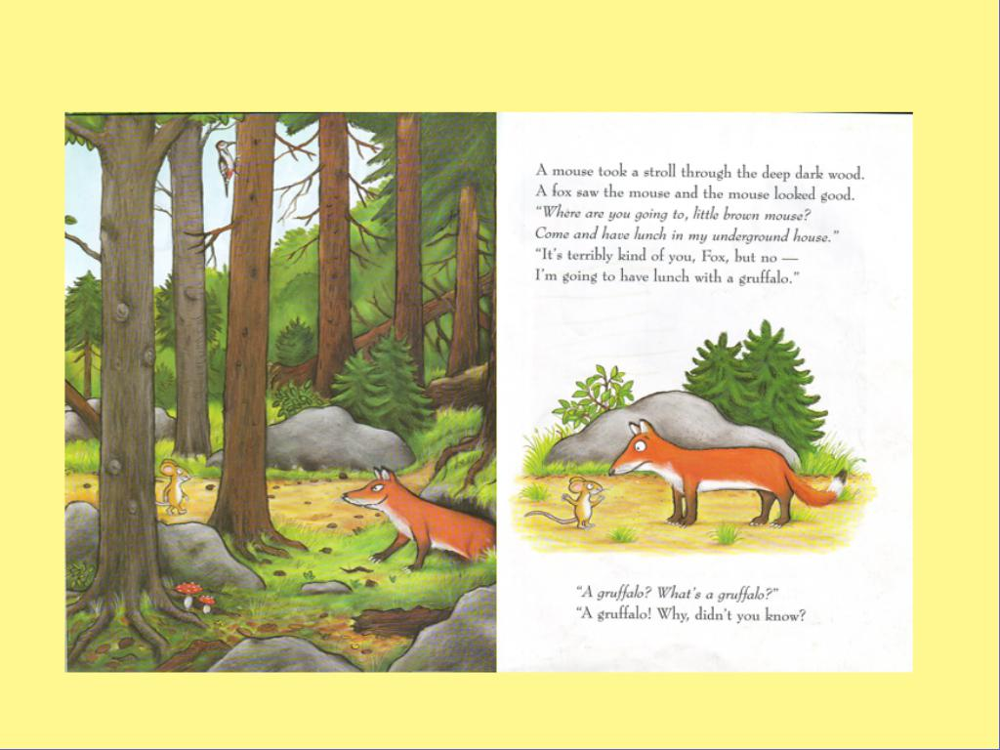 A mouse took a stroll through the deep dark wood.
A fox saw the mouse and the mouse looked good.
“Where are you going to, little brown mouse?
Come and have lunch in my underground house.”
“It's terribly kind of you, Fox, but no —
I'm going to have lunch with a gruffalo.”
“A gruffalo? What's a gruffalo?”
“A gruffalo! Why, didn't you know?